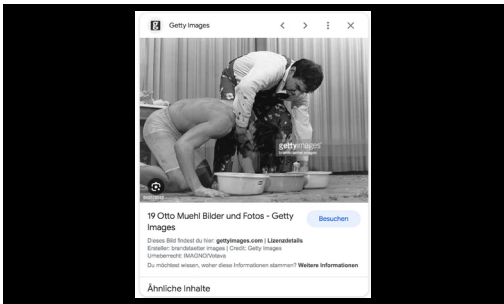 Getty Images
gettyimages
brandstaetter images
19 Otto Muehl Bilder und Fotos - Getty
Images
Besuchen
Dieses Bild findest du hier: gettyimages.com | Lizenzdetails
Ersteller: brandstaetter images | Credit: Getty Images
Urheberrecht: IMAGNO/Votava
Du möchtest wissen, woher diese Informationen stammen? Weitere Informationen
Ähnliche Inhalte